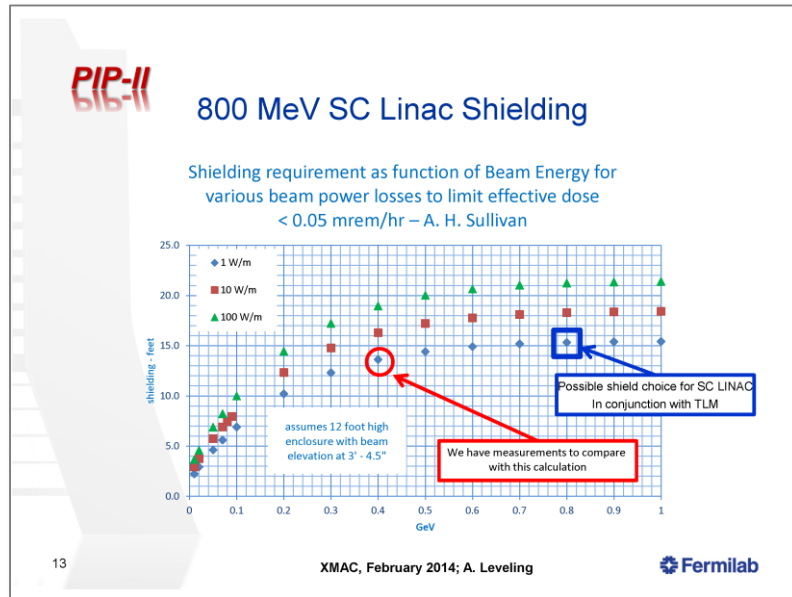 PIP-II
800 MeV SC Linac Shielding
Shielding requirement as function of Beam Energy for
various beam power losses to limit effective dose
< 0.05 mrem/hr – A. H. Sullivan
25.0
20.0
15.0
10.0
5.0
0.0
shielding - feet
1 W/m
10 W/m
100 W/m
assumes 12 foot high
enclosure with beam
elevation at 3' - 4.5"
Possible shield choice for SC LINAC
In conjunction with TLM
We have measurements to compare
with this calculation
0 0.1 0.2 0.3 0.4 0.5 0.6 0.7 0.8 0.9 1
GeV
13
XMAC, February 2014; A. Leveling
Fermilab